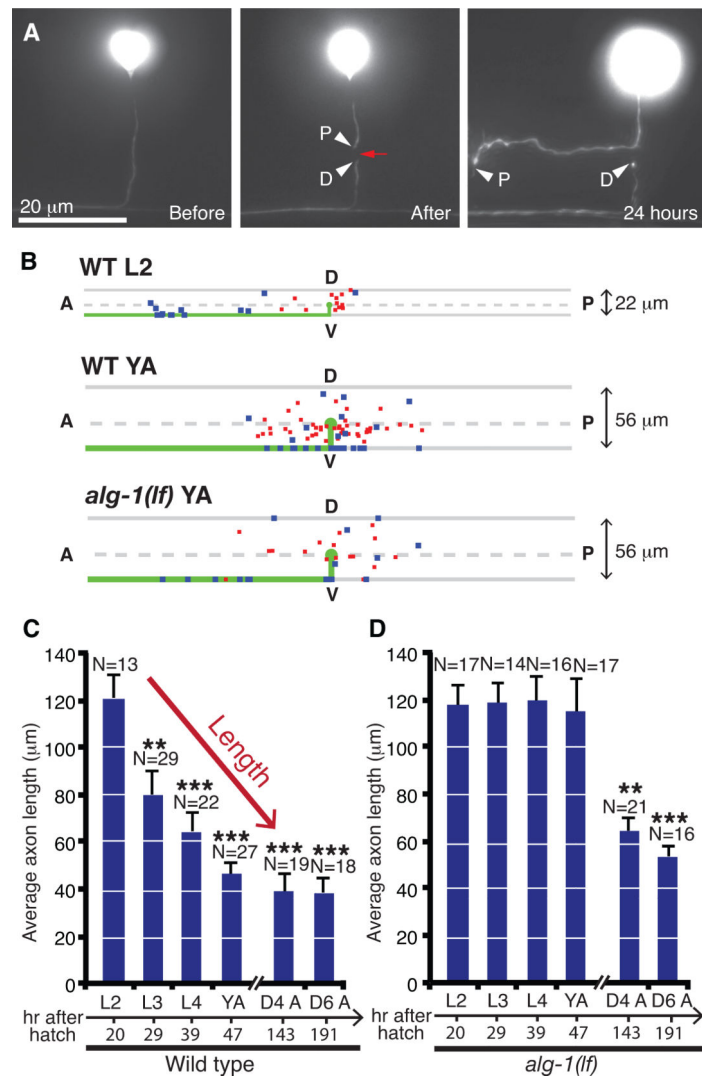 A
P
D
20 μm
Before
P
D
After
P
D
24 hours
B
WT L2
D
A
P
22 μm
V
WT YA
D
A
P
56 μm
V
alg-1(lf) YA
D
A
P
56 μm
V
C
Average axon length (μm)
140
120
100
80
60
40
20
0
N=13
**
N=29
***
N=22
***
N=27
***
N=19
***
N=18
Length
L2 L3 L4 YA D4 A D6 A
hr after hatch
20 29 39 47 143 191
Wild type
D
Average axon length (μm)
140
120
100
80
60
40
20
0
N=17 N=14 N=16 N=17
**
N=21
***
N=16
L2 L3 L4 YA D4 A D6 A
hr after hatch
20 29 39 47 143 191
alg-1(lf)